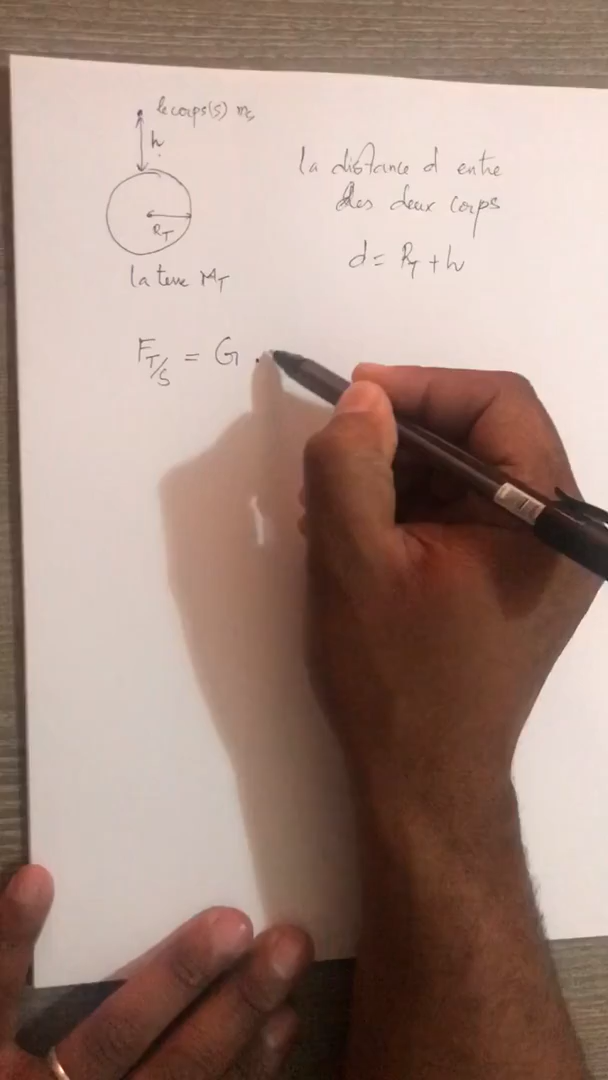 le corps(s) ms
h
RT
la terre MT
la distance d entre
des deux corps
d = RT + h
FT/S = G .